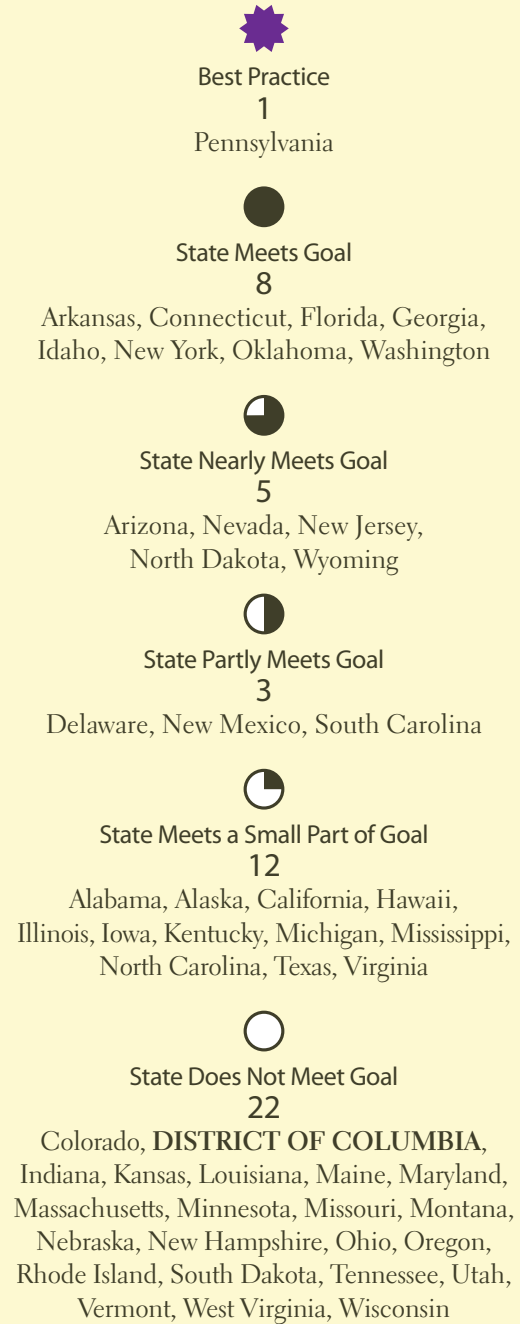 Best Practice
1
Pennsylvania
State Meets Goal
8
Arkansas, Connecticut, Florida, Georgia,
Idaho, New York, Oklahoma, Washington
State Nearly Meets Goal
5
Arizona, Nevada, New Jersey,
North Dakota, Wyoming
State Partly Meets Goal
3
Delaware, New Mexico, South Carolina
State Meets a Small Part of Goal
12
Alabama, Alaska, California, Hawaii,
Illinois, Iowa, Kentucky, Michigan, Mississippi,
North Carolina, Texas, Virginia
State Does Not Meet Goal
22
Colorado, DISTRICT OF COLUMBIA,
Indiana, Kansas, Louisiana, Maine, Maryland,
Massachusetts, Minnesota, Missouri, Montana,
Nebraska, New Hampshire, Ohio, Oregon,
Rhode Island, South Dakota, Tennessee, Utah,
Vermont, West Virginia, Wisconsin